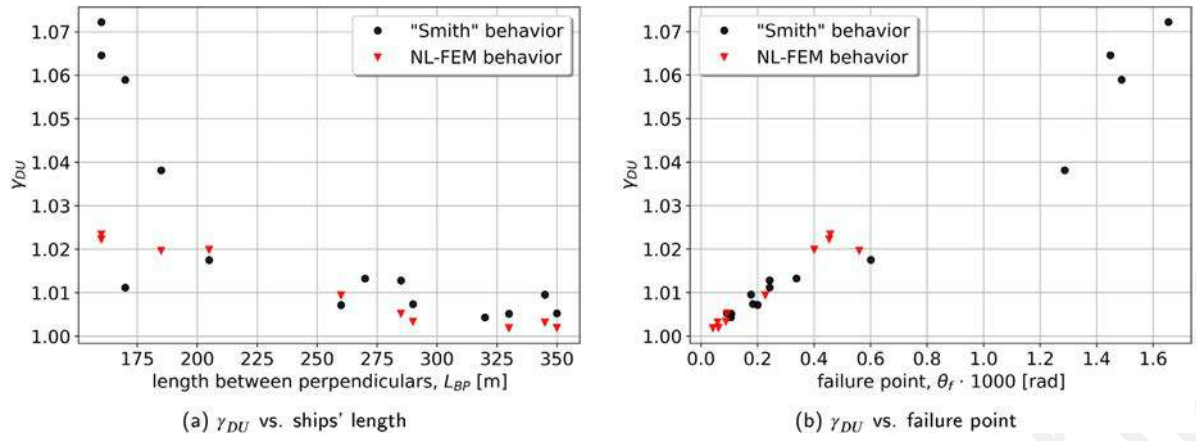 1.07
1.06
1.05
1.04
1.03
1.02
1.01
1.00
γDU
"Smith" behavior
NL-FEM behavior
175 200 225 250 275 300 325 350
length between perpendiculars, LBP [m]
(a) γDU vs. ships' length
1.07
1.06
1.05
1.04
1.03
1.02
1.01
1.00
γDU
"Smith" behavior
NL-FEM behavior
0.0 0.2 0.4 0.6 0.8 1.0 1.2 1.4 1.6
failure point, θf · 1000 [rad]
(b) γDU vs. failure point